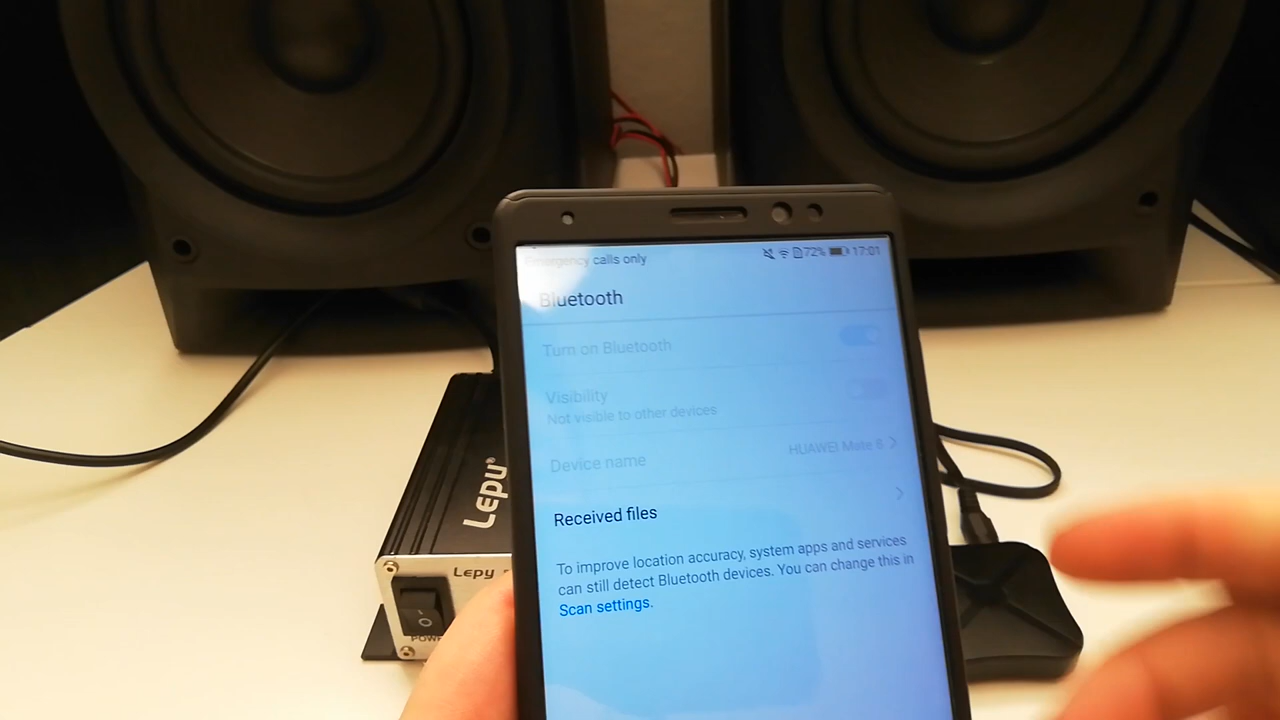 Emergency calls only
72% 17:01
Bluetooth
Turn on Bluetooth
Visibility
Not visible to other devices
Device name HUAWEI Mate 8
Received files
To improve location accuracy, system apps and services
can still detect Bluetooth devices. You can change this in
Scan settings.
Lepy®
Lepy